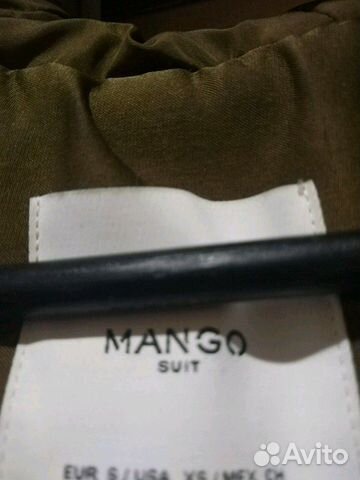 MANGO
SUIT
EUR S / USA XS / MEX CH
Avito